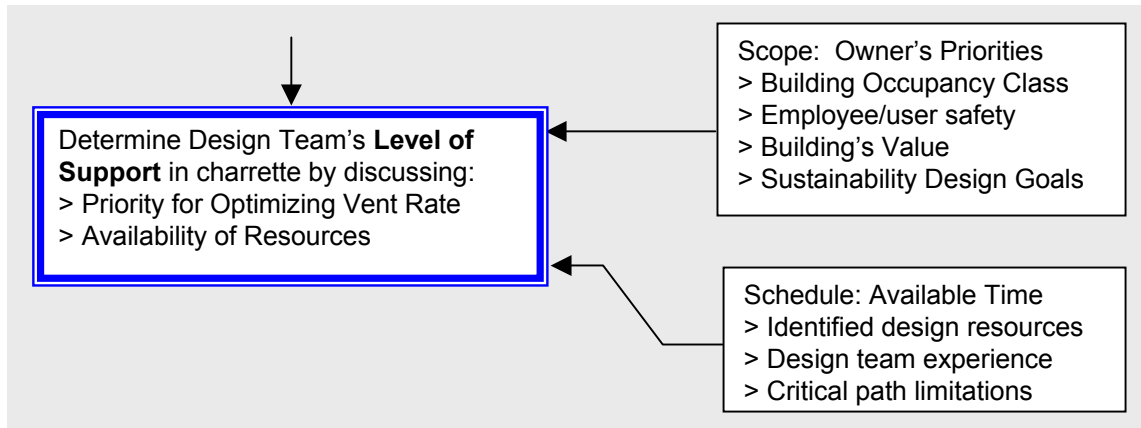 Determine Design Team's Level of
Support in charrette by discussing:
> Priority for Optimizing Vent Rate
> Availability of Resources
Scope:  Owner's Priorities
> Building Occupancy Class
> Employee/user safety
> Building's Value
> Sustainability Design Goals
Schedule: Available Time
> Identified design resources
> Design team experience
> Critical path limitations